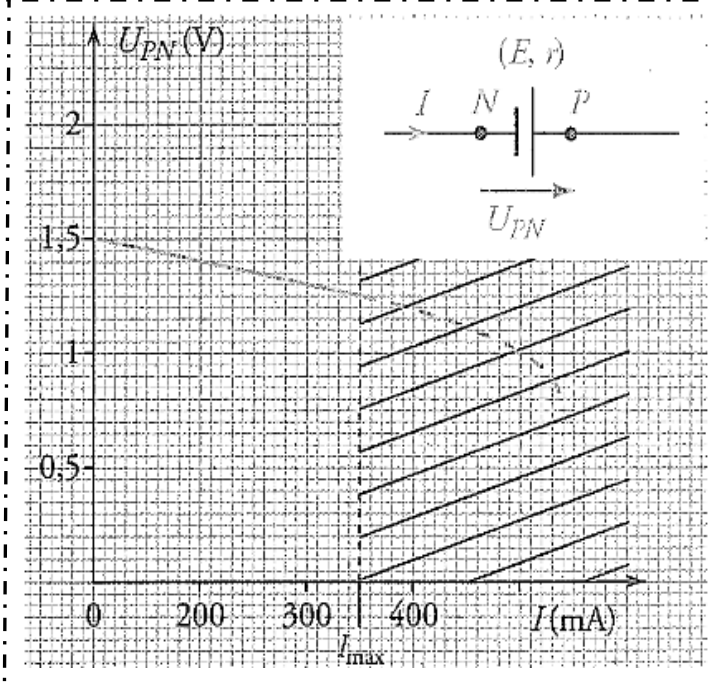 U_PN (V)
(E, r)
I N P
U_PN
2
1,5
1
0,5
0 200 300 400 I (mA)
I_max